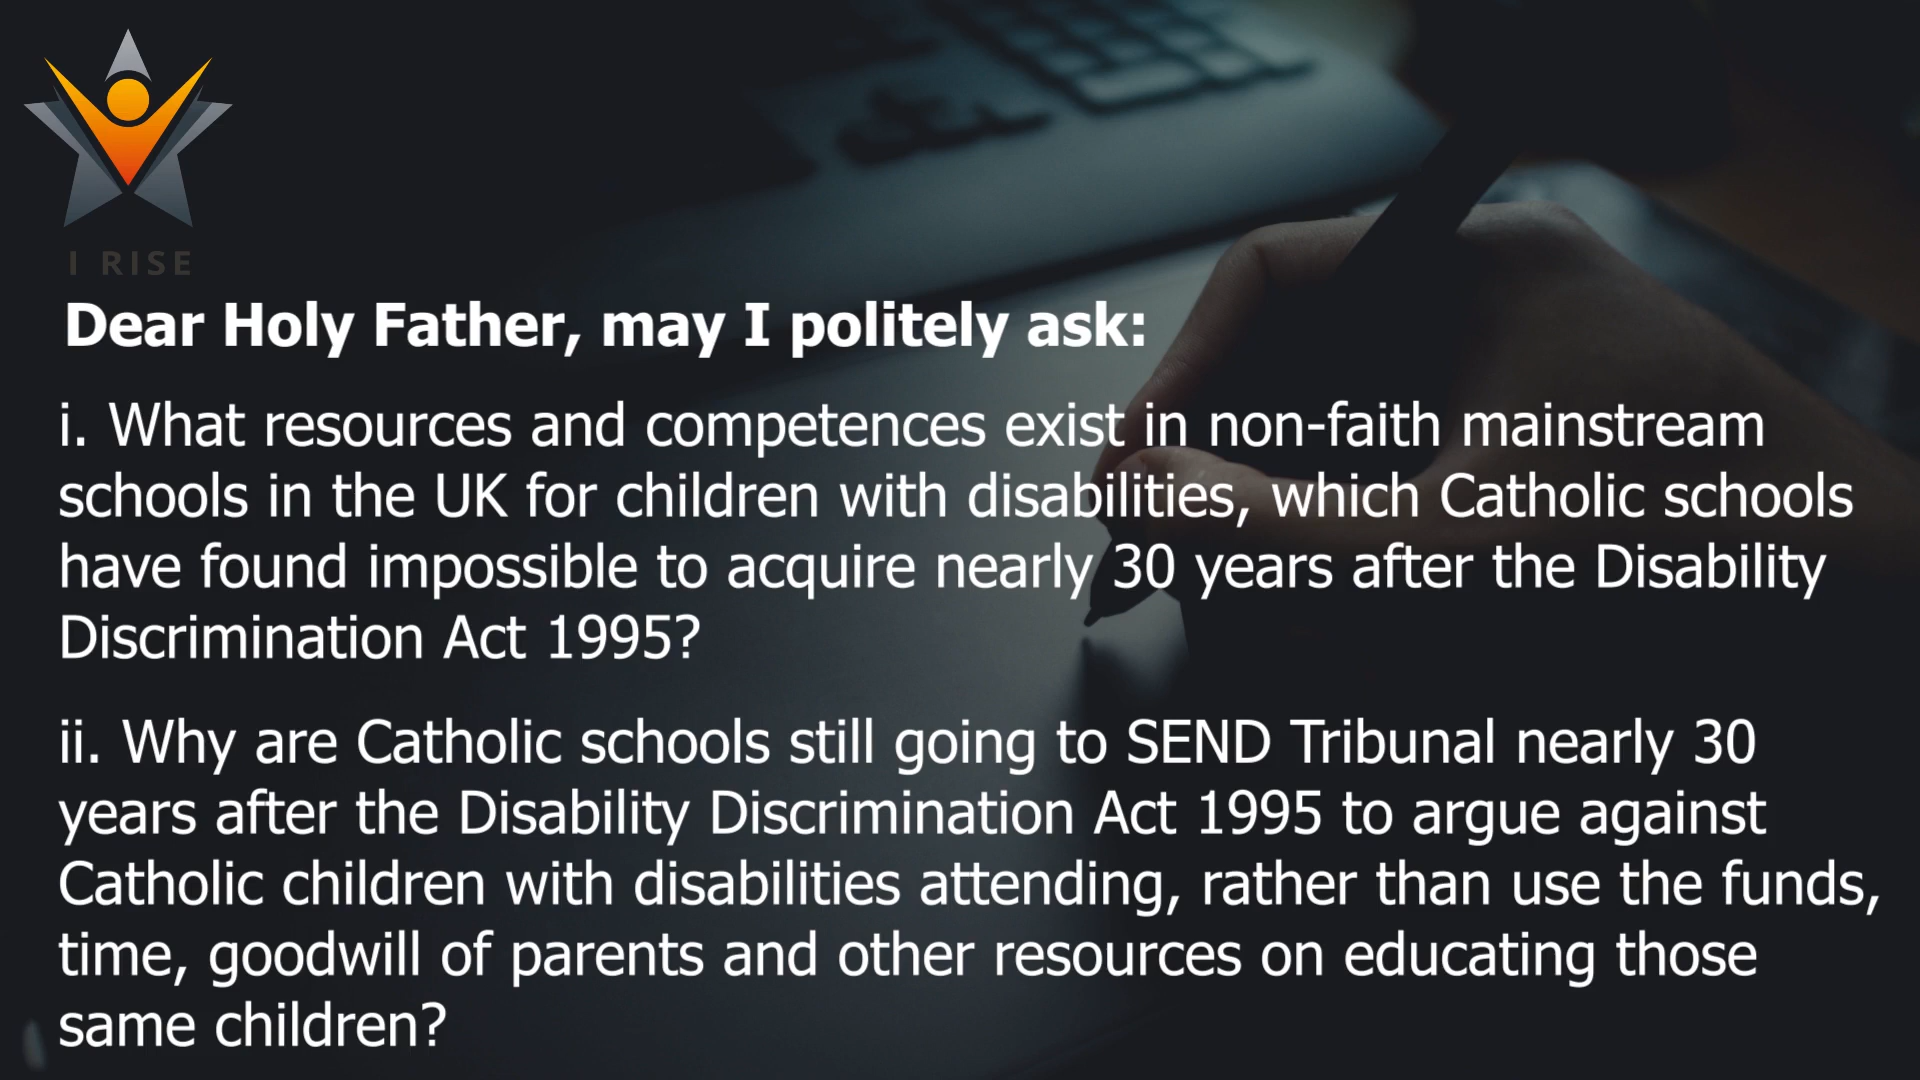 I RISE
Dear Holy Father, may I politely ask:
i. What resources and competences exist in non-faith mainstream
schools in the UK for children with disabilities, which Catholic schools
have found impossible to acquire nearly 30 years after the Disability
Discrimination Act 1995?
ii. Why are Catholic schools still going to SEND Tribunal nearly 30
years after the Disability Discrimination Act 1995 to argue against
Catholic children with disabilities attending, rather than use the funds,
time, goodwill of parents and other resources on educating those
same children?